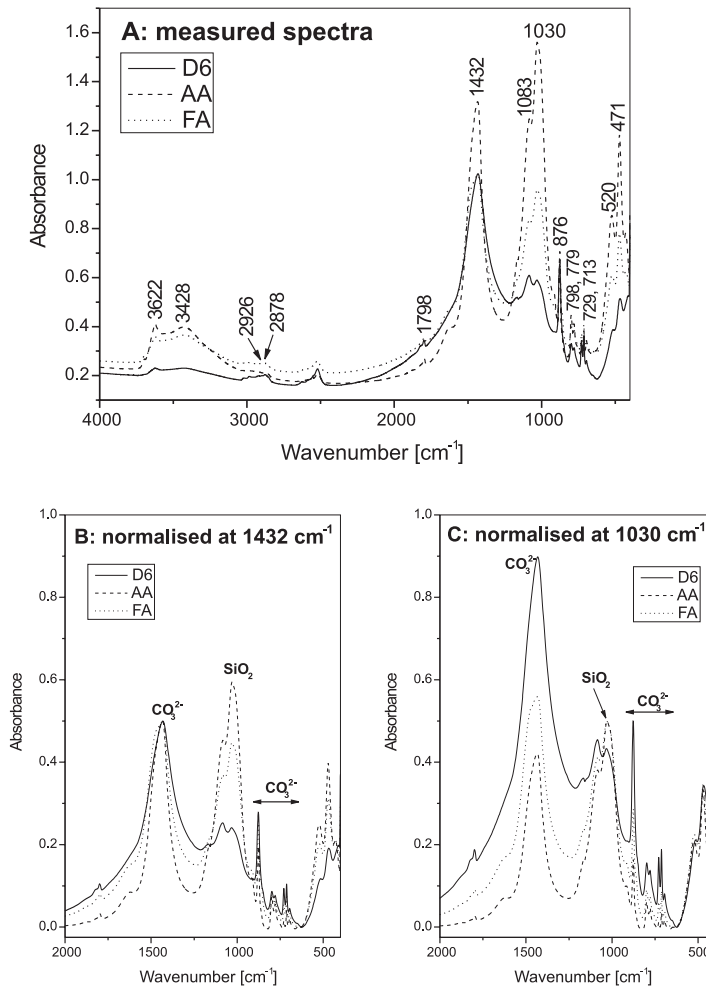 A: measured spectra
D6
AA
FA
1030
1432
1083
471
520
876
798, 779
729, 713
3622
3428
2926
2878
1798
1.6
1.4
1.2
1.0
0.8
0.6
0.4
0.2
Absorbance
4000
3000
2000
1000
Wavenumber [cm⁻¹]
B: normalised at 1432 cm⁻¹
D6
AA
FA
SiO₂
CO₃²⁻
CO₃²⁻
1.0
0.8
0.6
0.4
0.2
0.0
Absorbance
2000
1500
1000
500
Wavenumber [cm⁻¹]
C: normalised at 1030 cm⁻¹
CO₃²⁻
D6
AA
FA
SiO₂
CO₃²⁻
1.0
0.8
0.6
0.4
0.2
0.0
Absorbance
2000
1500
1000
500
Wavenumber [cm⁻¹]